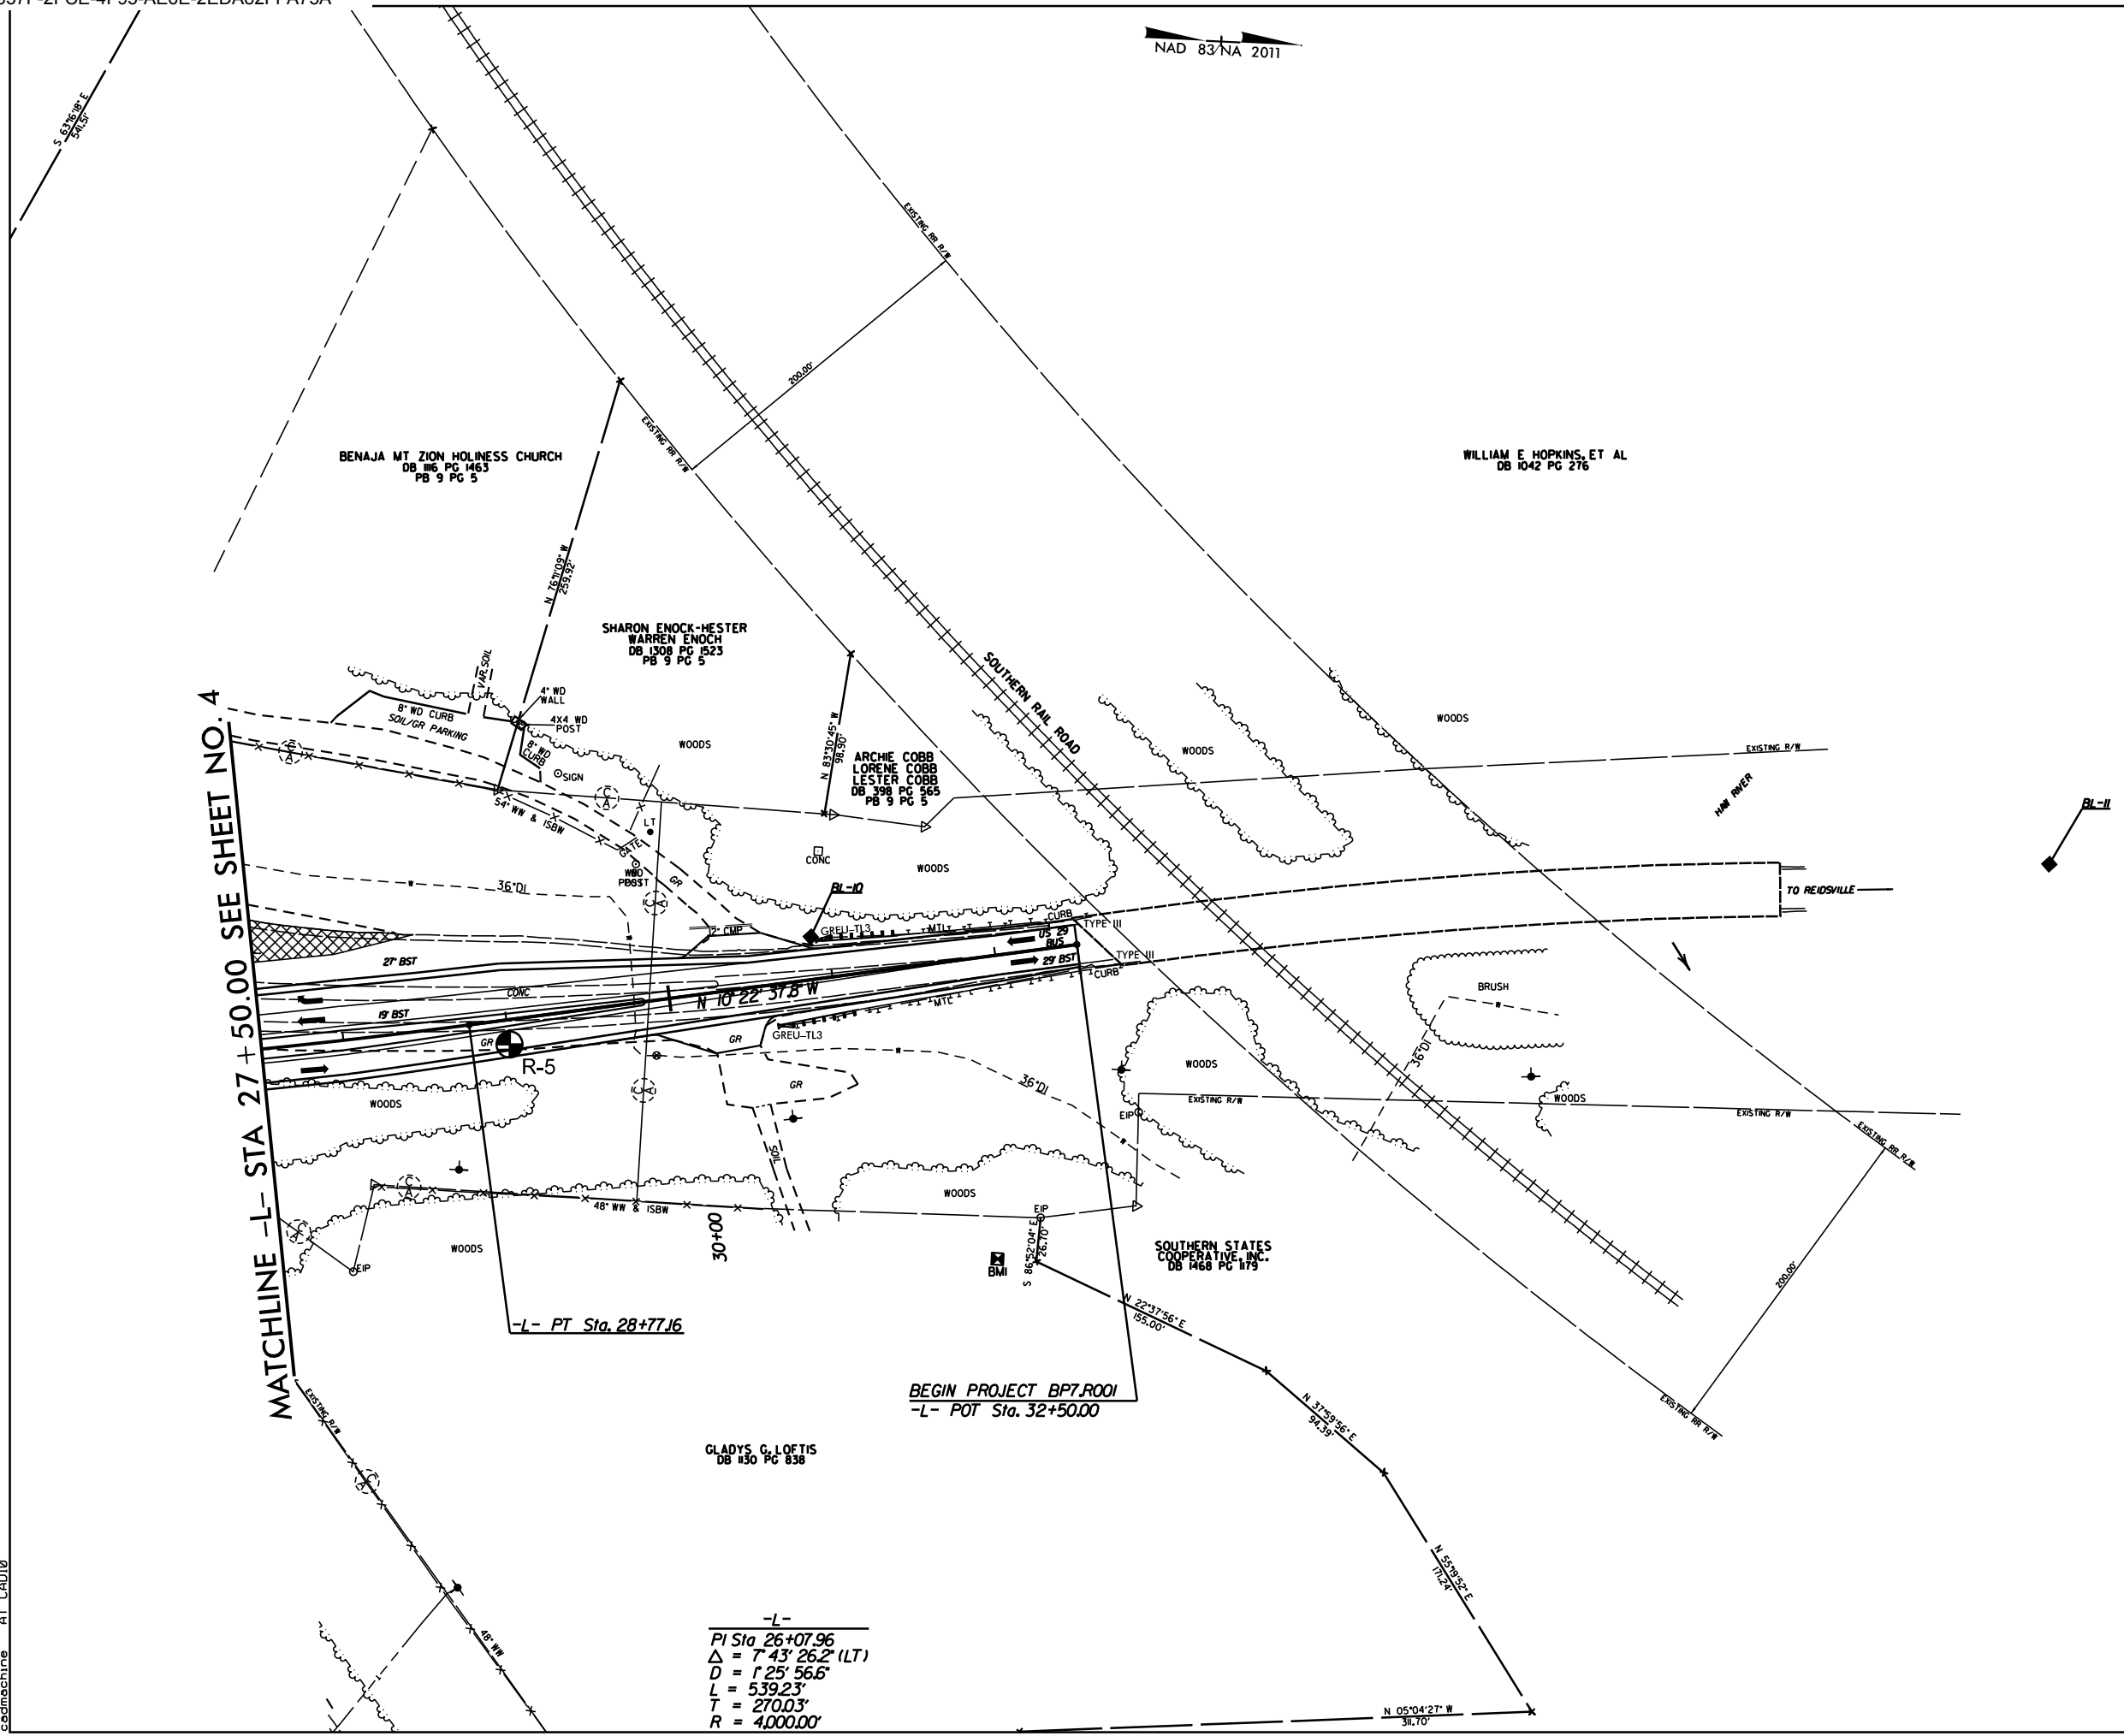 NAD 83/NA 2011
S 63°16'18" E
541.51'
EXISTING RR R/W
200.00'
EXISTING RR R/W
BENAJA MT ZION HOLINESS CHURCH
DB 1116 PG 1463
PB 9 PG 5
WILLIAM E HOPKINS, ET AL
DB 1042 PG 276
N 76°11'09" W
259.92'
SHARON ENOCK-HESTER
WARREN ENOCH
DB 1308 PG 1523
PB 9 PG 5
SOUTHERN RAIL ROAD
VAR. SOIL
4" WD
WALL
4X4 WD
POST
8" WD CURB
SOIL/GR PARKING
8" WD
CURB
SIGN
WOODS
N 83°30'45" W
98.90'
ARCHIE COBB
LORENE COBB
LESTER COBB
DB 398 PG 565
PB 9 PG 5
WOODS
WOODS
EXISTING R/W
HAW RIVER
BL-11
C
A
C
A
54" WW & ISBW
LT
GATE
CONC
WOODS
WD
POST
GR
36" DI
C
A
BL-10
TO REIDSVILLE
12" CMP
GREU-TL3
MTL
CURB
TYPE III
US 29
BUS
29' BST
TYPE III
CURB
27' BST
CONC
19' BST
N 10° 22' 37.8" W
MTL
GREU-TL3
GR
GR
R-5
BRUSH
36" DI
WOODS
WOODS
GR
36" DI
C
A
WOODS
EIP
EXISTING R/W
EXISTING R/W
EXISTING RR R/W
SOIL
C
A
C
A
48" WW & ISBW
WOODS
EIP
WOODS
EIP
30+00
BM1
S 86°52'04" E
26.70'
SOUTHERN STATES
COOPERATIVE, INC.
DB 1468 PG 1179
200.00'
N 22°37'56" E
155.00'
-L- PT Sta. 28+77.16
MATCHLINE -L- STA 27+50.00 SEE SHEET NO. 4
BEGIN PROJECT BP7.R001
-L- POT Sta. 32+50.00
N 37°59'56" E
94.39'
EXISTING RR R/W
EXISTING R/W
GLADYS G. LOFTIS
DB 1130 PG 838
C
A
N 55°19'52" E
171.24'
48" WW
-L-
PI Sta 26+07.96
Δ = 7° 43' 26.2" (LT)
D = 1° 25' 56.6"
L = 539.23'
T = 270.03'
R = 4,000.00'
N 05°04'27" W
311.70'
cadmachine AT CADIO